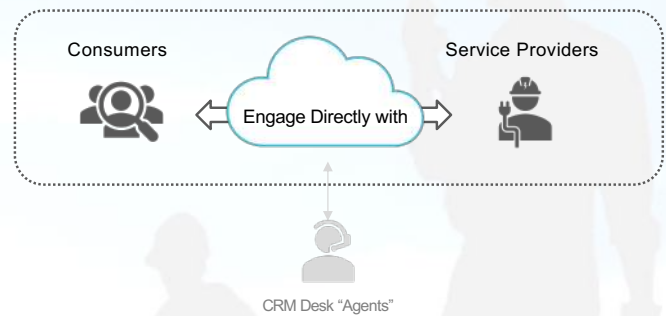 Consumers
Service Providers
Engage Directly with
CRM Desk “Agents”